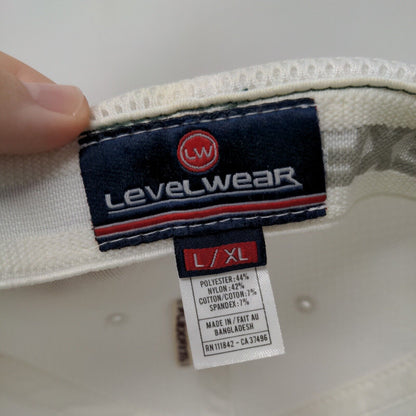 LW
LEVELWEAR
L / XL
POLYESTER: 44%
NYLON: 42%
COTTON/COTON: 7%
SPANDEX: 7%
MADE IN / FAIT AU
BANGLADESH
RN 111842 - CA 37496